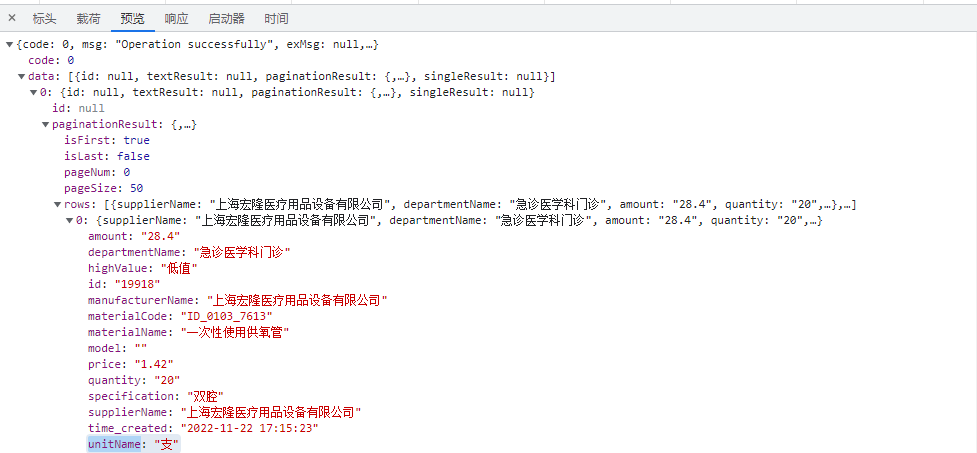 × 标头 载荷 预览 响应 启动器 时间
▼{code: 0, msg: "Operation successfully", exMsg: null,…}
code: 0
▼data: [{id: null, textResult: null, paginationResult: {,…}, singleResult: null}]
▼0: {id: null, textResult: null, paginationResult: {,…}, singleResult: null}
id: null
▼paginationResult: {,…}
isFirst: true
isLast: false
pageNum: 0
pageSize: 50
▼rows: [{supplierName: "上海宏隆医疗用品设备有限公司", departmentName: "急诊医学科门诊", amount: "28.4", quantity: "20",…},…]
▼0: {supplierName: "上海宏隆医疗用品设备有限公司", departmentName: "急诊医学科门诊", amount: "28.4", quantity: "20",…}
amount: "28.4"
departmentName: "急诊医学科门诊"
highValue: "低值"
id: "19918"
manufacturerName: "上海宏隆医疗用品设备有限公司"
materialCode: "ID_0103_7613"
materialName: "一次性使用供氧管"
model: ""
price: "1.42"
quantity: "20"
specification: "双腔"
supplierName: "上海宏隆医疗用品设备有限公司"
time_created: "2022-11-22 17:15:23"
unitName: "支"